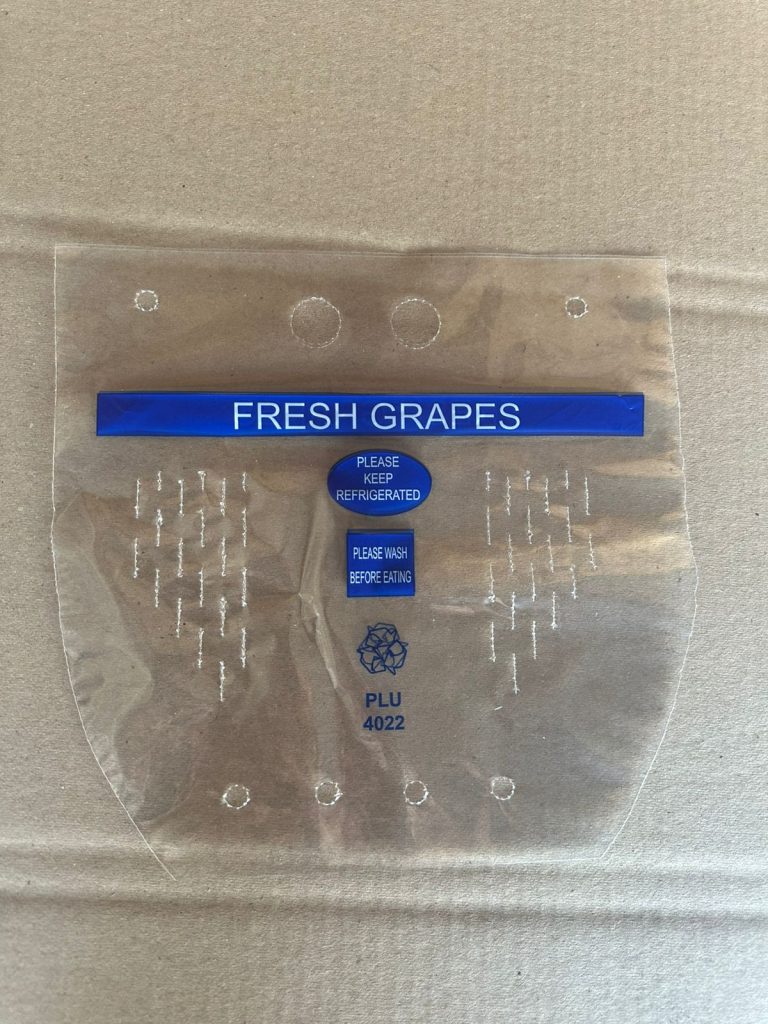 FRESH GRAPES
PLEASE
KEEP
REFRIGERATED
PLEASE WASH
BEFORE EATING
PLU
4022